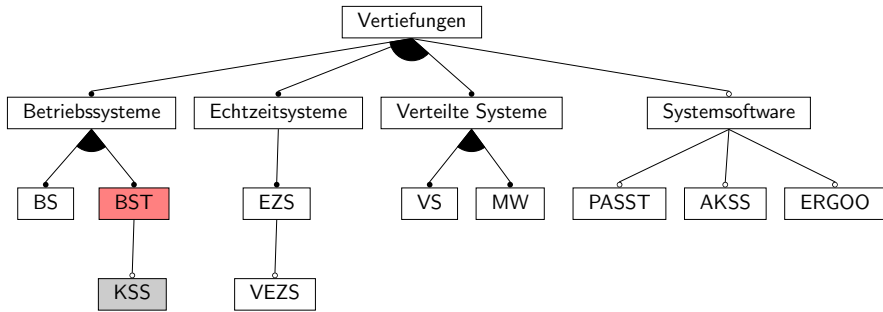 Vertiefungen
Betriebssysteme Echtzeitsysteme Verteilte Systeme Systemsoftware
BS BST EZS VS MW PASST AKSS ERGOO
KSS VEZS